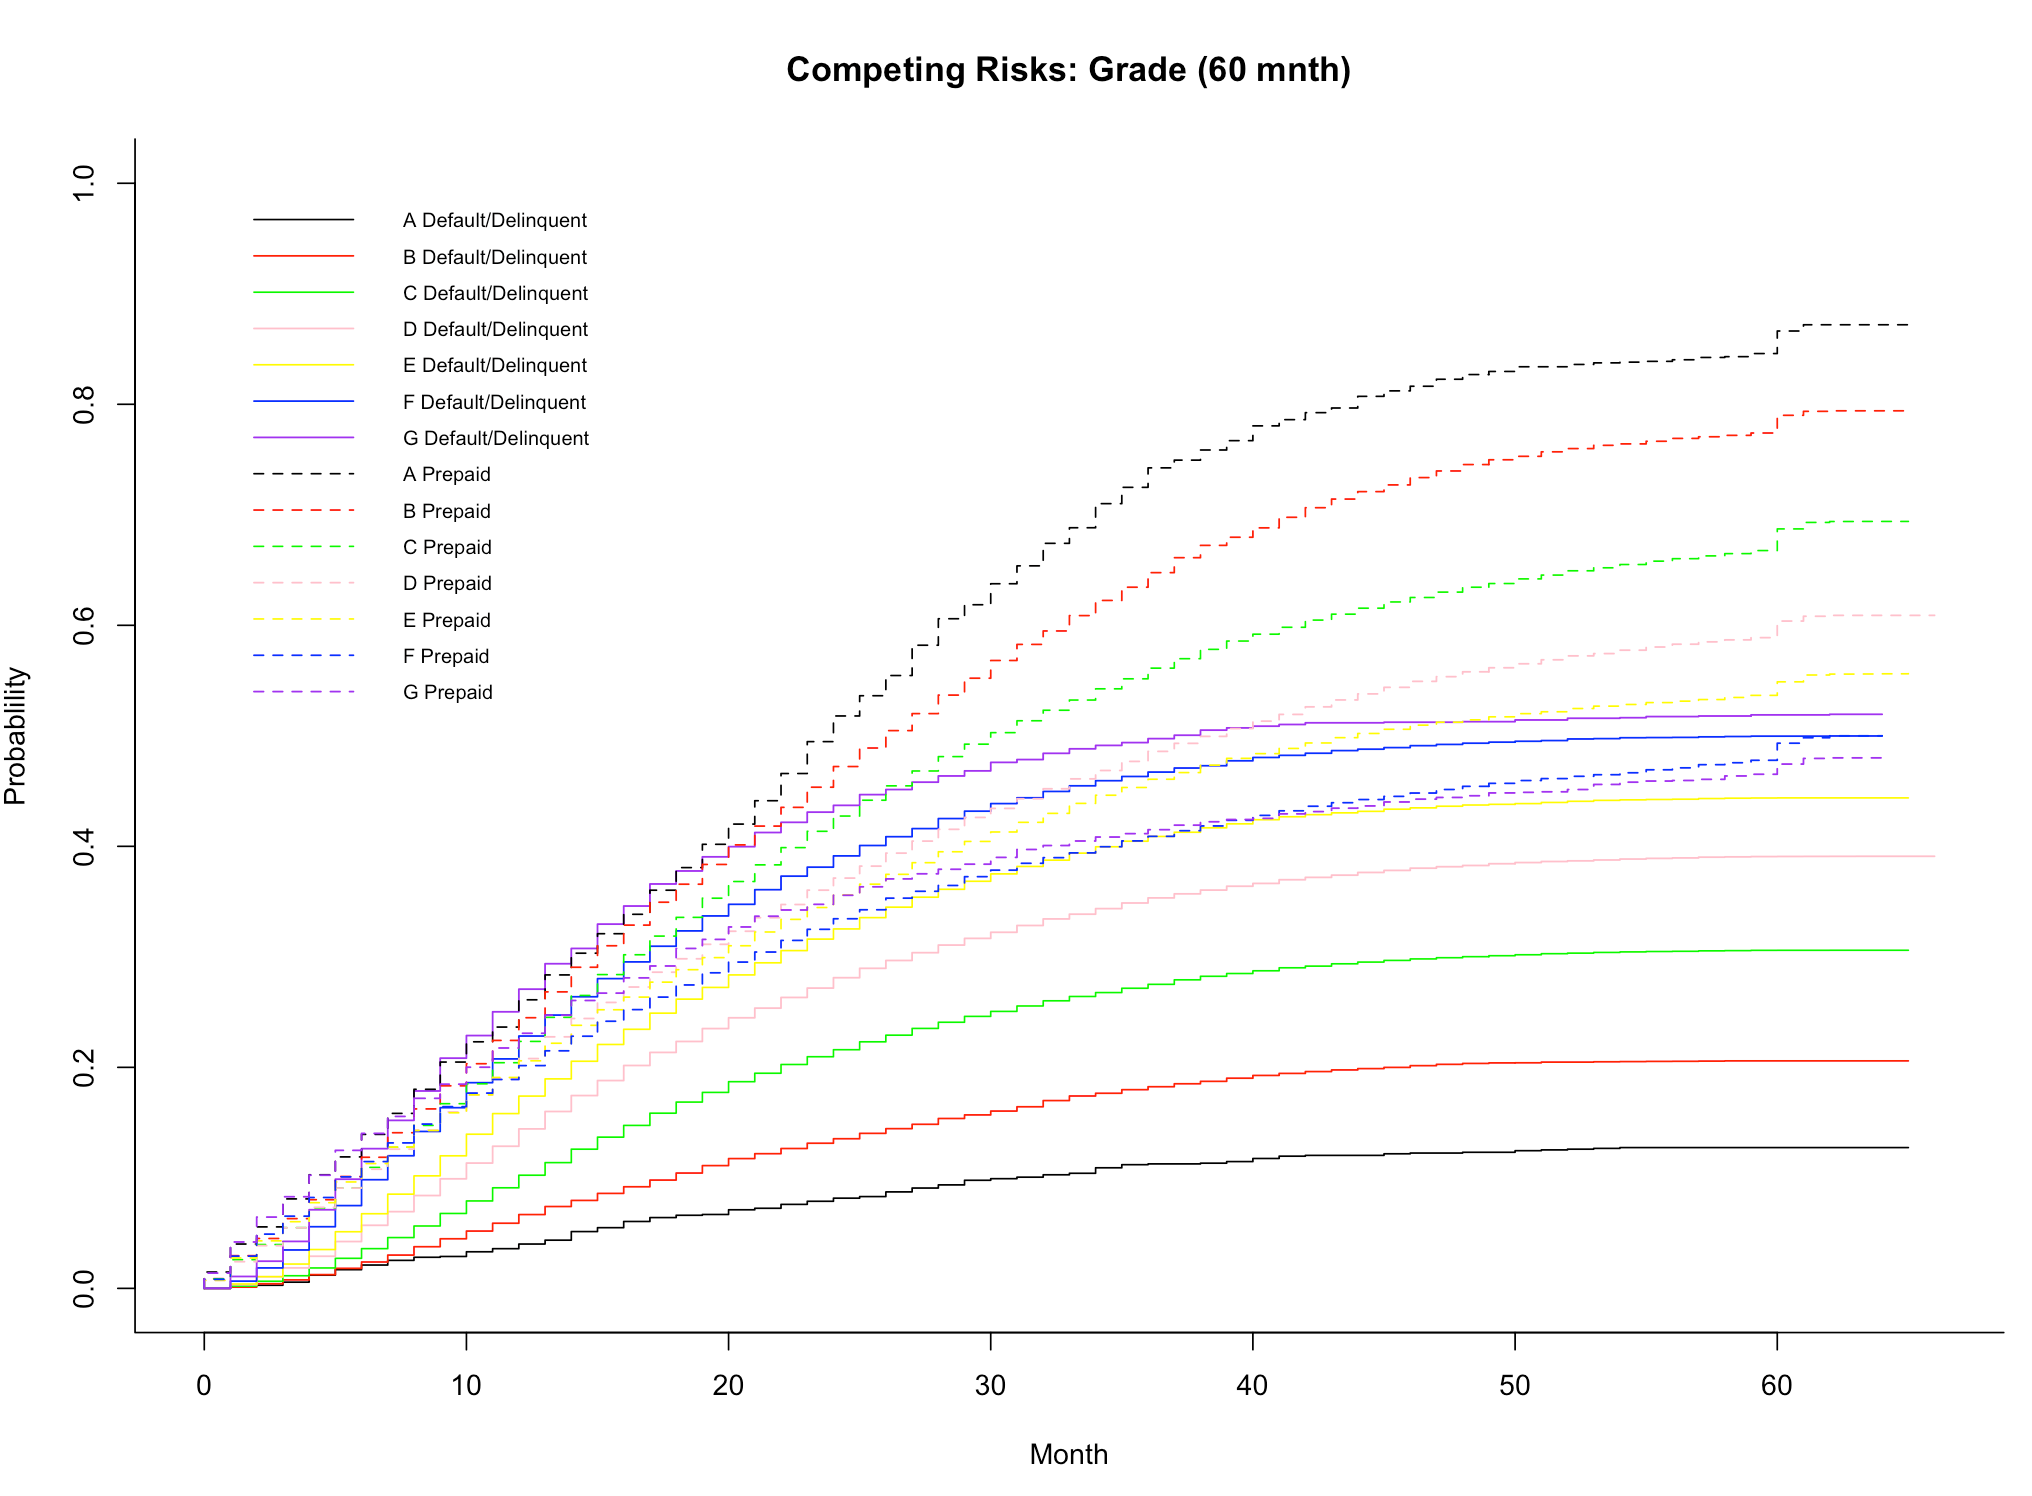 Competing Risks: Grade (60 mnth)
1.0
0.8
0.6
0.4
0.2
0.0
Probability
A Default/Delinquent
B Default/Delinquent
C Default/Delinquent
D Default/Delinquent
E Default/Delinquent
F Default/Delinquent
G Default/Delinquent
A Prepaid
B Prepaid
C Prepaid
D Prepaid
E Prepaid
F Prepaid
G Prepaid
0 10 20 30 40 50 60
Month